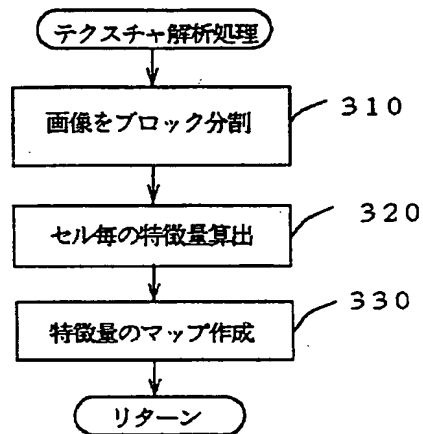 テクスチャ解析処理
画像をブロック分割
310
セル毎の特徴量算出
320
特徴量のマップ作成
330
リターン